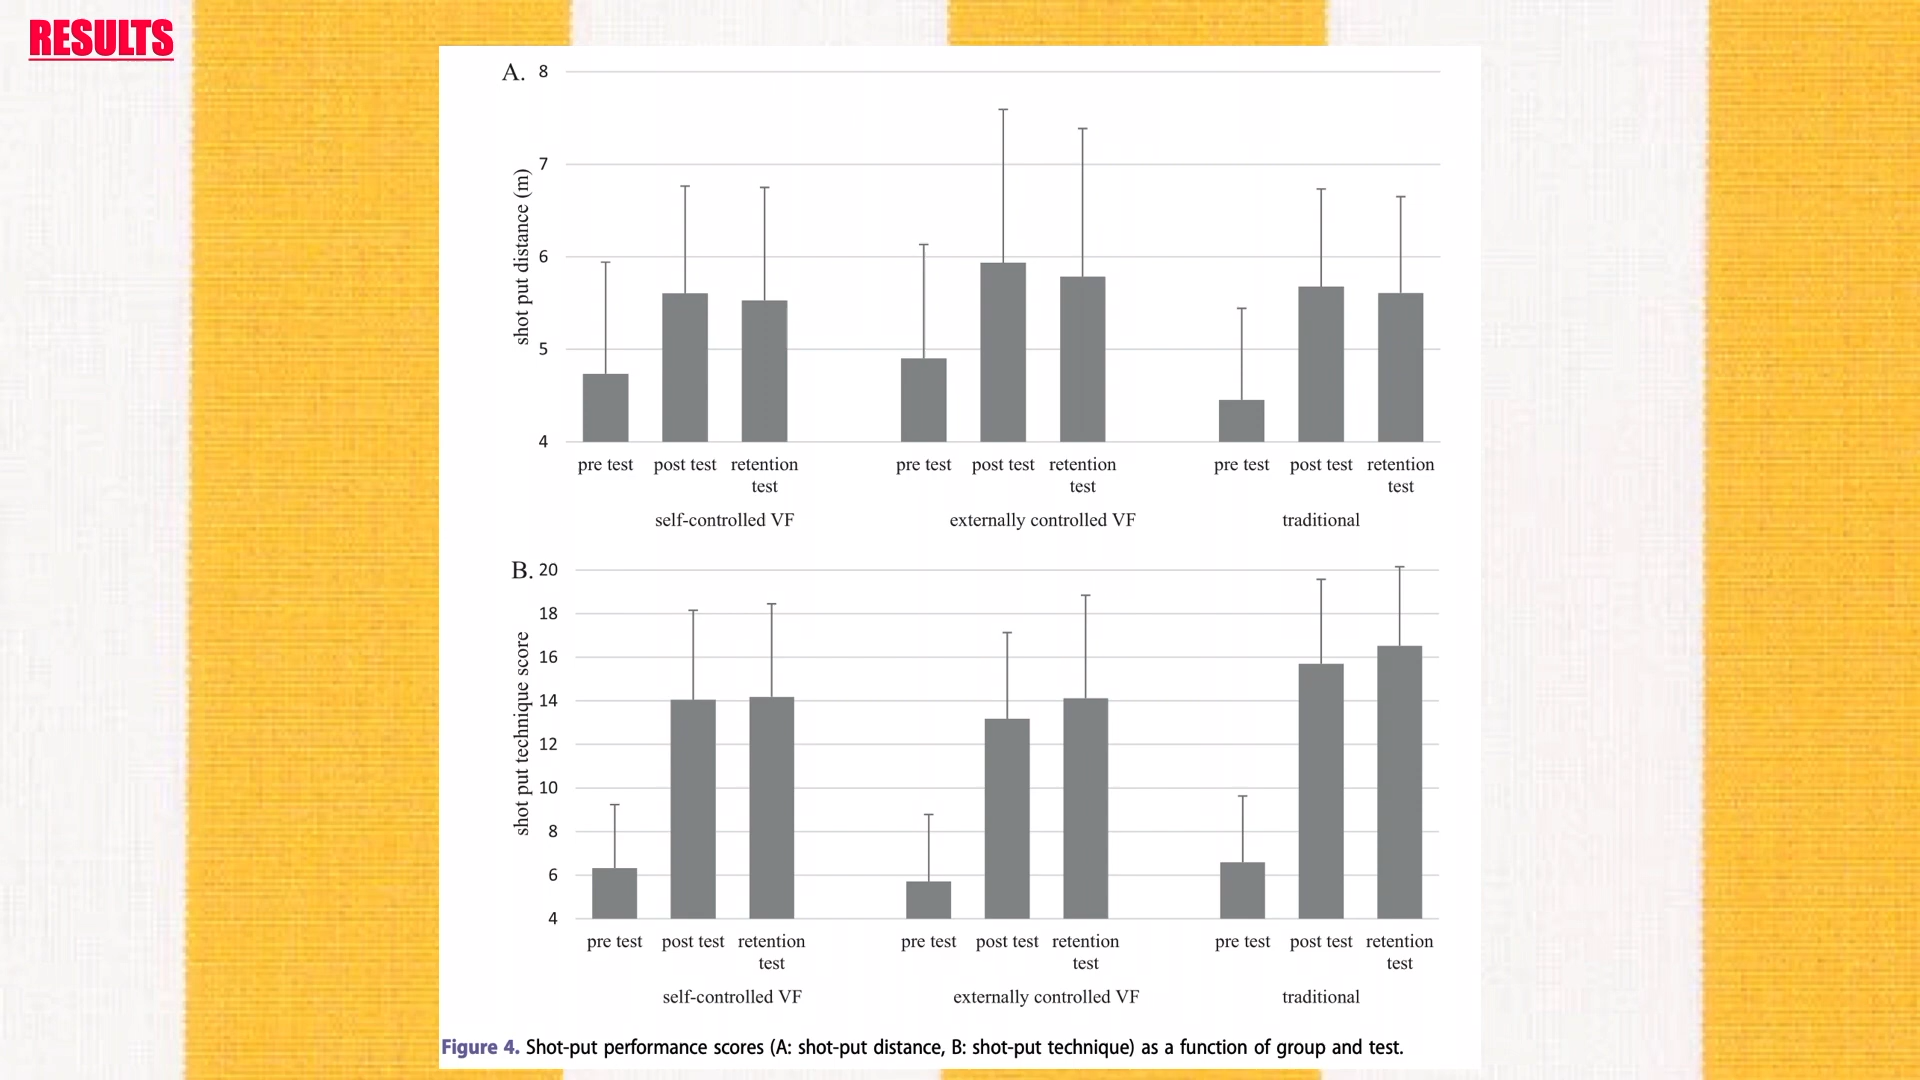 RESULTS
A.
8
7
6
5
4
shot put distance (m)
pre test post test retention test pre test post test retention test pre test post test retention test
self-controlled VF externally controlled VF traditional
B.
20
18
16
14
12
10
8
6
4
shot put technique score
pre test post test retention test pre test post test retention test pre test post test retention test
self-controlled VF externally controlled VF traditional
Figure 4. Shot-put performance scores (A: shot-put distance, B: shot-put technique) as a function of group and test.